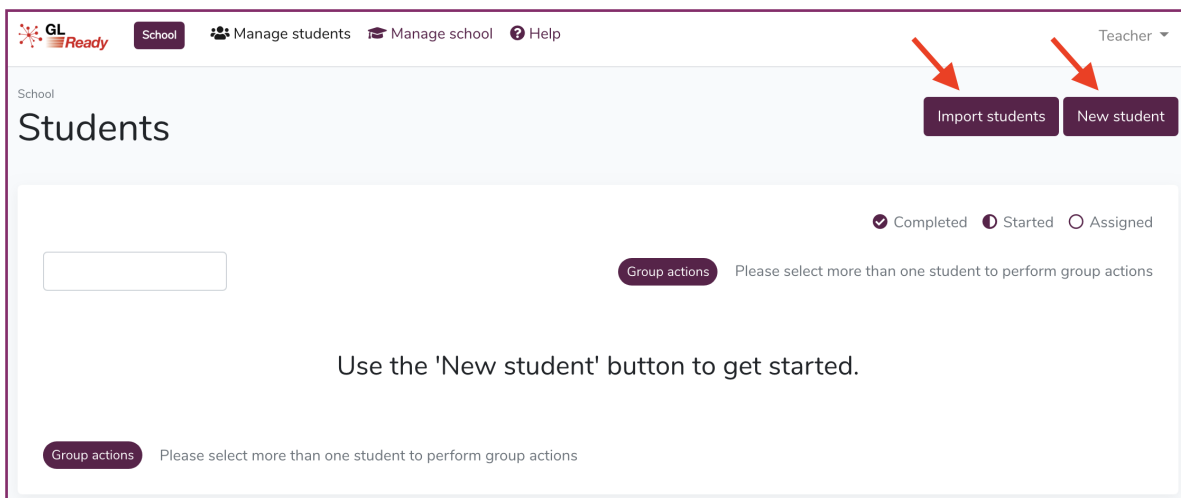 GL Ready School Manage students Manage school Help Teacher
School
Students
Import students New student
Completed Started Assigned
Group actions Please select more than one student to perform group actions
Use the 'New student' button to get started.
Group actions Please select more than one student to perform group actions